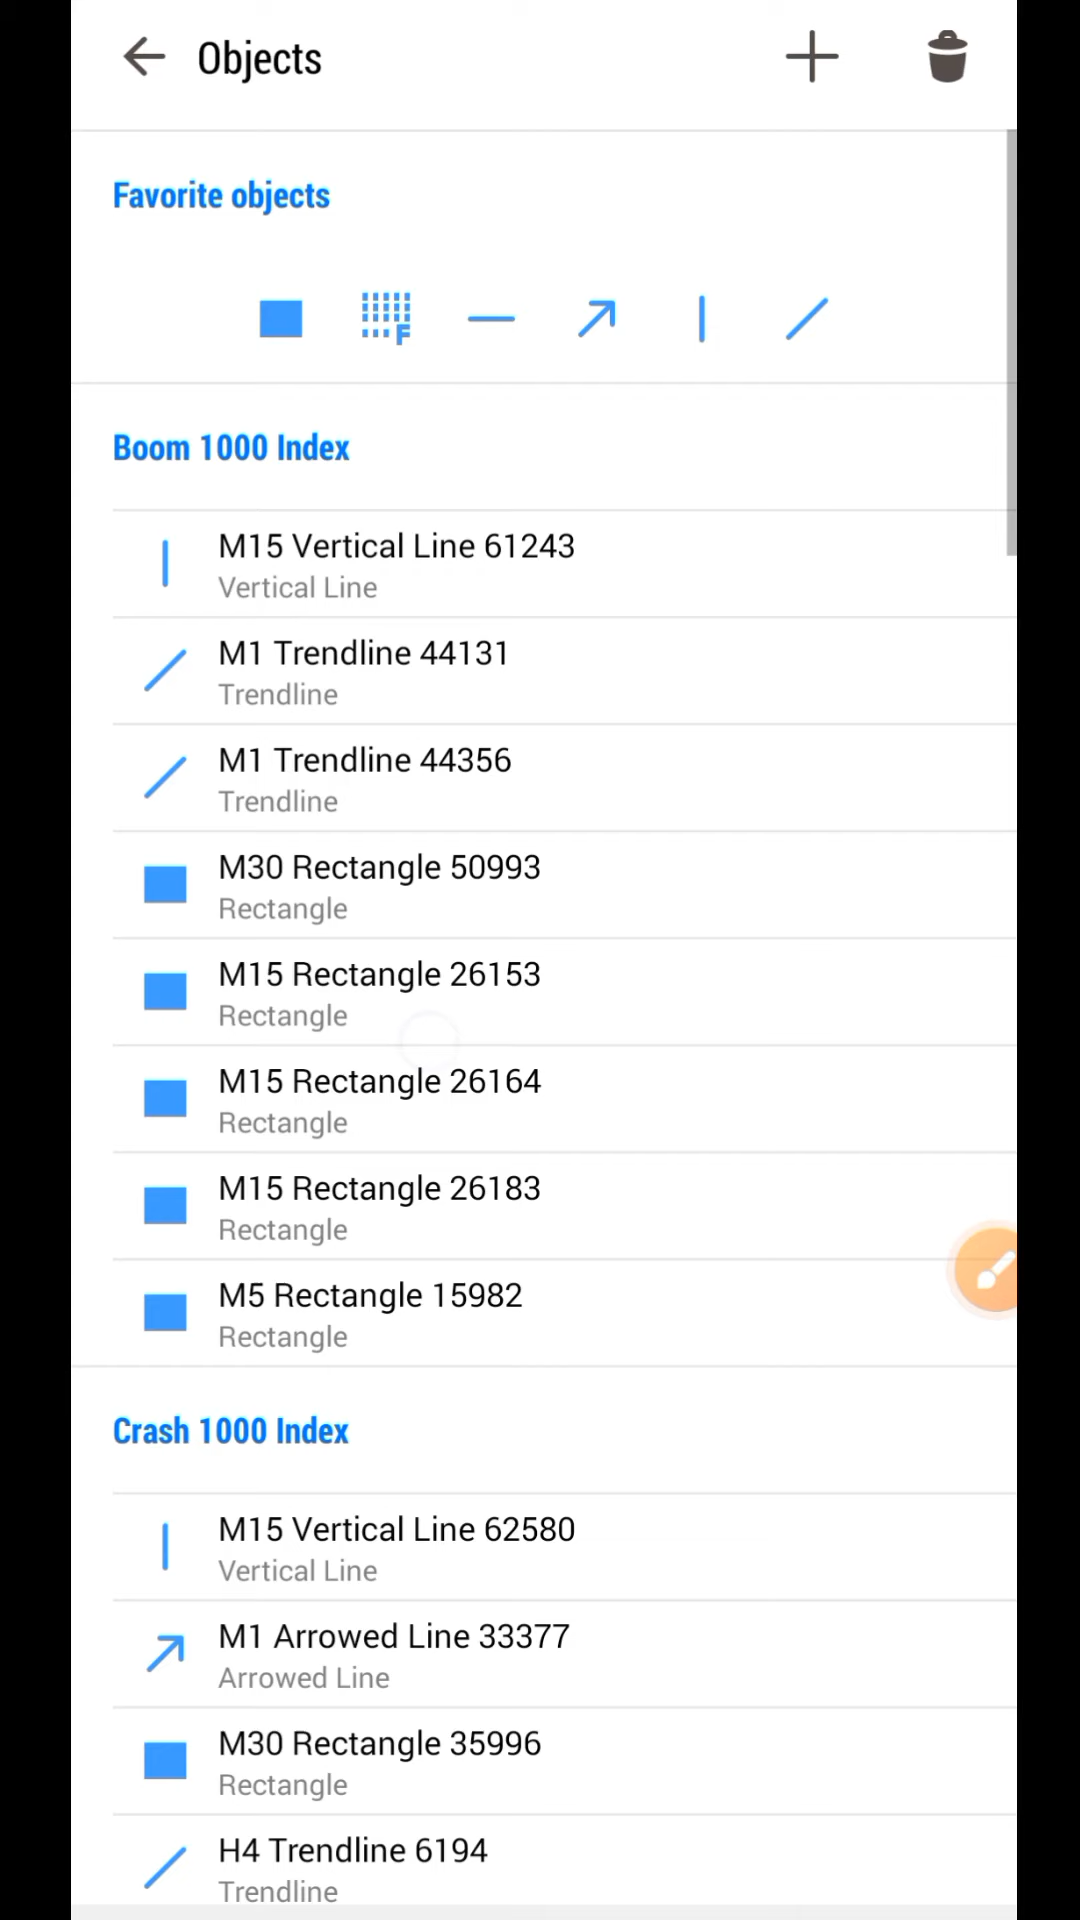 Objects
Favorite objects
F
Boom 1000 Index
M15 Vertical Line 61243
Vertical Line
M1 Trendline 44131
Trendline
M1 Trendline 44356
Trendline
M30 Rectangle 50993
Rectangle
M15 Rectangle 26153
Rectangle
M15 Rectangle 26164
Rectangle
M15 Rectangle 26183
Rectangle
M5 Rectangle 15982
Rectangle
Crash 1000 Index
M15 Vertical Line 62580
Vertical Line
M1 Arrowed Line 33377
Arrowed Line
M30 Rectangle 35996
Rectangle
H4 Trendline 6194
Trendline